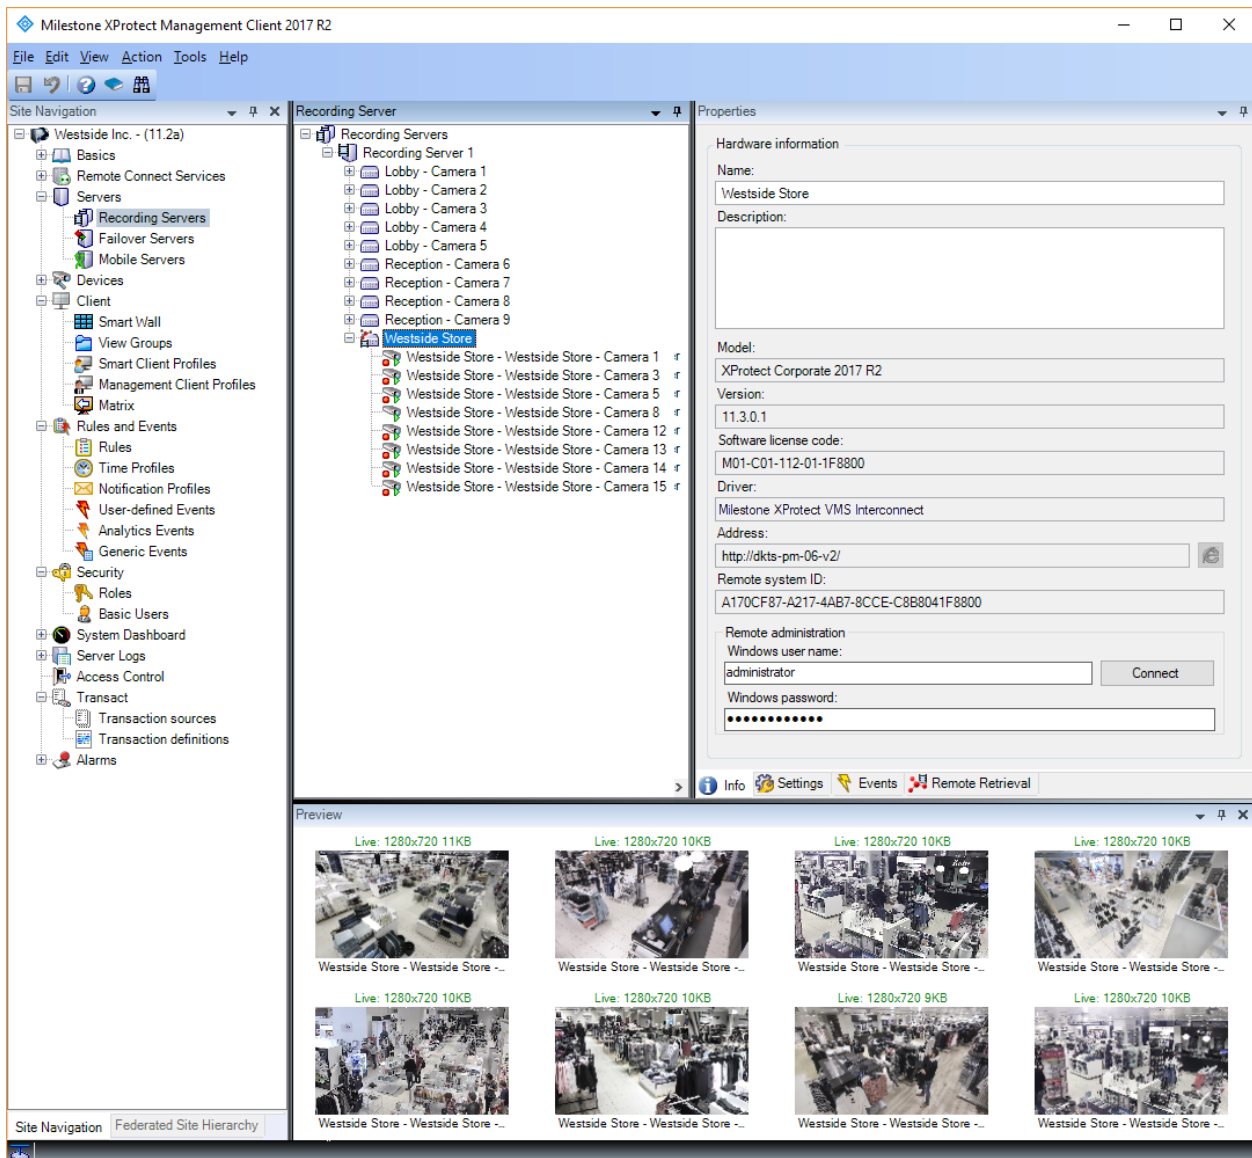 Milestone XProtect Management Client 2017 R2
File Edit View Action Tools Help
Site Navigation
Westside Inc. - (11.2a)
Basics
Remote Connect Services
Servers
Recording Servers
Failover Servers
Mobile Servers
Devices
Client
Smart Wall
View Groups
Smart Client Profiles
Management Client Profiles
Matrix
Rules and Events
Rules
Time Profiles
Notification Profiles
User-defined Events
Analytics Events
Generic Events
Security
Roles
Basic Users
System Dashboard
Server Logs
Access Control
Transact
Transaction sources
Transaction definitions
Alarms
Site Navigation
Federated Site Hierarchy
Recording Server
Recording Servers
Recording Server 1
Lobby - Camera 1
Lobby - Camera 2
Lobby - Camera 3
Lobby - Camera 4
Lobby - Camera 5
Reception - Camera 6
Reception - Camera 7
Reception - Camera 8
Reception - Camera 9
Westside Store
Westside Store - Westside Store - Camera 1
Westside Store - Westside Store - Camera 3
Westside Store - Westside Store - Camera 5
Westside Store - Westside Store - Camera 8
Westside Store - Westside Store - Camera 12
Westside Store - Westside Store - Camera 13
Westside Store - Westside Store - Camera 14
Westside Store - Westside Store - Camera 15
Properties
Hardware information
Name:
Westside Store
Description:
Model:
XProtect Corporate 2017 R2
Version:
11.3.0.1
Software license code:
M01-C01-112-01-1F8800
Driver:
Milestone XProtect VMS Interconnect
Address:
http://dkts-pm-06-v2/
Remote system ID:
A170CF87-A217-4AB7-8CCE-C8B8041F8800
Remote administration
Windows user name:
administrator
Connect
Windows password:
●●●●●●●●●●●●
Info Settings Events Remote Retrieval
Preview
Live: 1280x720 11KB Live: 1280x720 10KB Live: 1280x720 10KB Live: 1280x720 10KB
Westside Store - Westside Store -... Westside Store - Westside Store -... Westside Store - Westside Store -... Westside Store - Westside Store -...
Live: 1280x720 10KB Live: 1280x720 10KB Live: 1280x720 9KB Live: 1280x720 10KB
Westside Store - Westside Store -... Westside Store - Westside Store -... Westside Store - Westside Store -... Westside Store - Westside Store -...